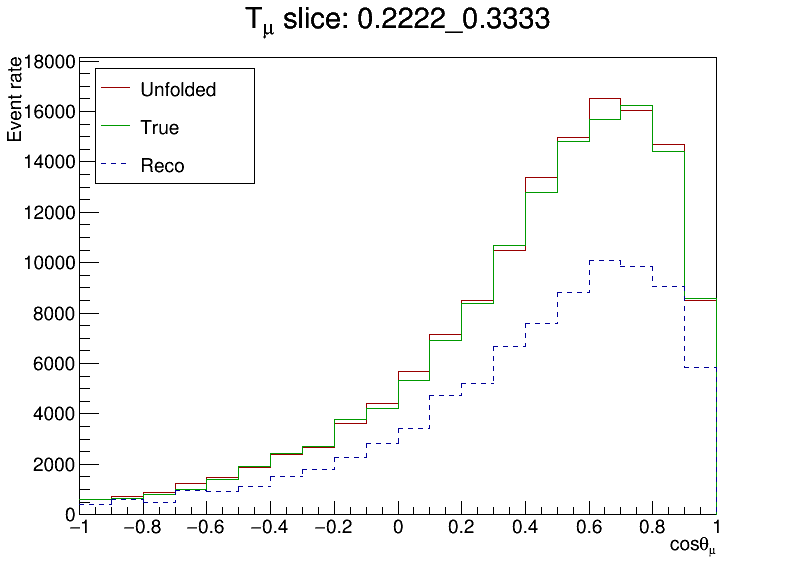 Tμ slice: 0.2222_0.3333
Event rate
18000
16000
14000
12000
10000
8000
6000
4000
2000
0
Unfolded
True
Reco
−1 −0.8 −0.6 −0.4 −0.2 0 0.2 0.4 0.6 0.8 1
cosθμ